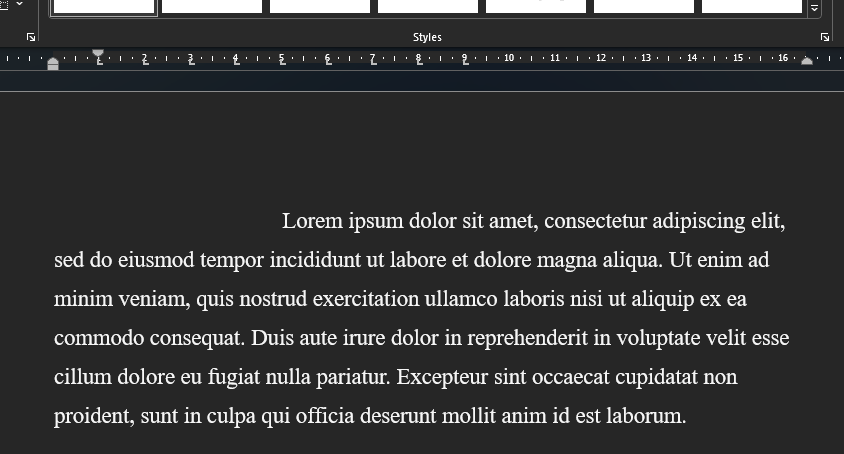 Styles
1 2 3 4 5 6 7 8 9 10 11 12 13 14 15 16
Lorem ipsum dolor sit amet, consectetur adipiscing elit,
sed do eiusmod tempor incididunt ut labore et dolore magna aliqua. Ut enim ad
minim veniam, quis nostrud exercitation ullamco laboris nisi ut aliquip ex ea
commodo consequat. Duis aute irure dolor in reprehenderit in voluptate velit esse
cillum dolore eu fugiat nulla pariatur. Excepteur sint occaecat cupidatat non
proident, sunt in culpa qui officia deserunt mollit anim id est laborum.